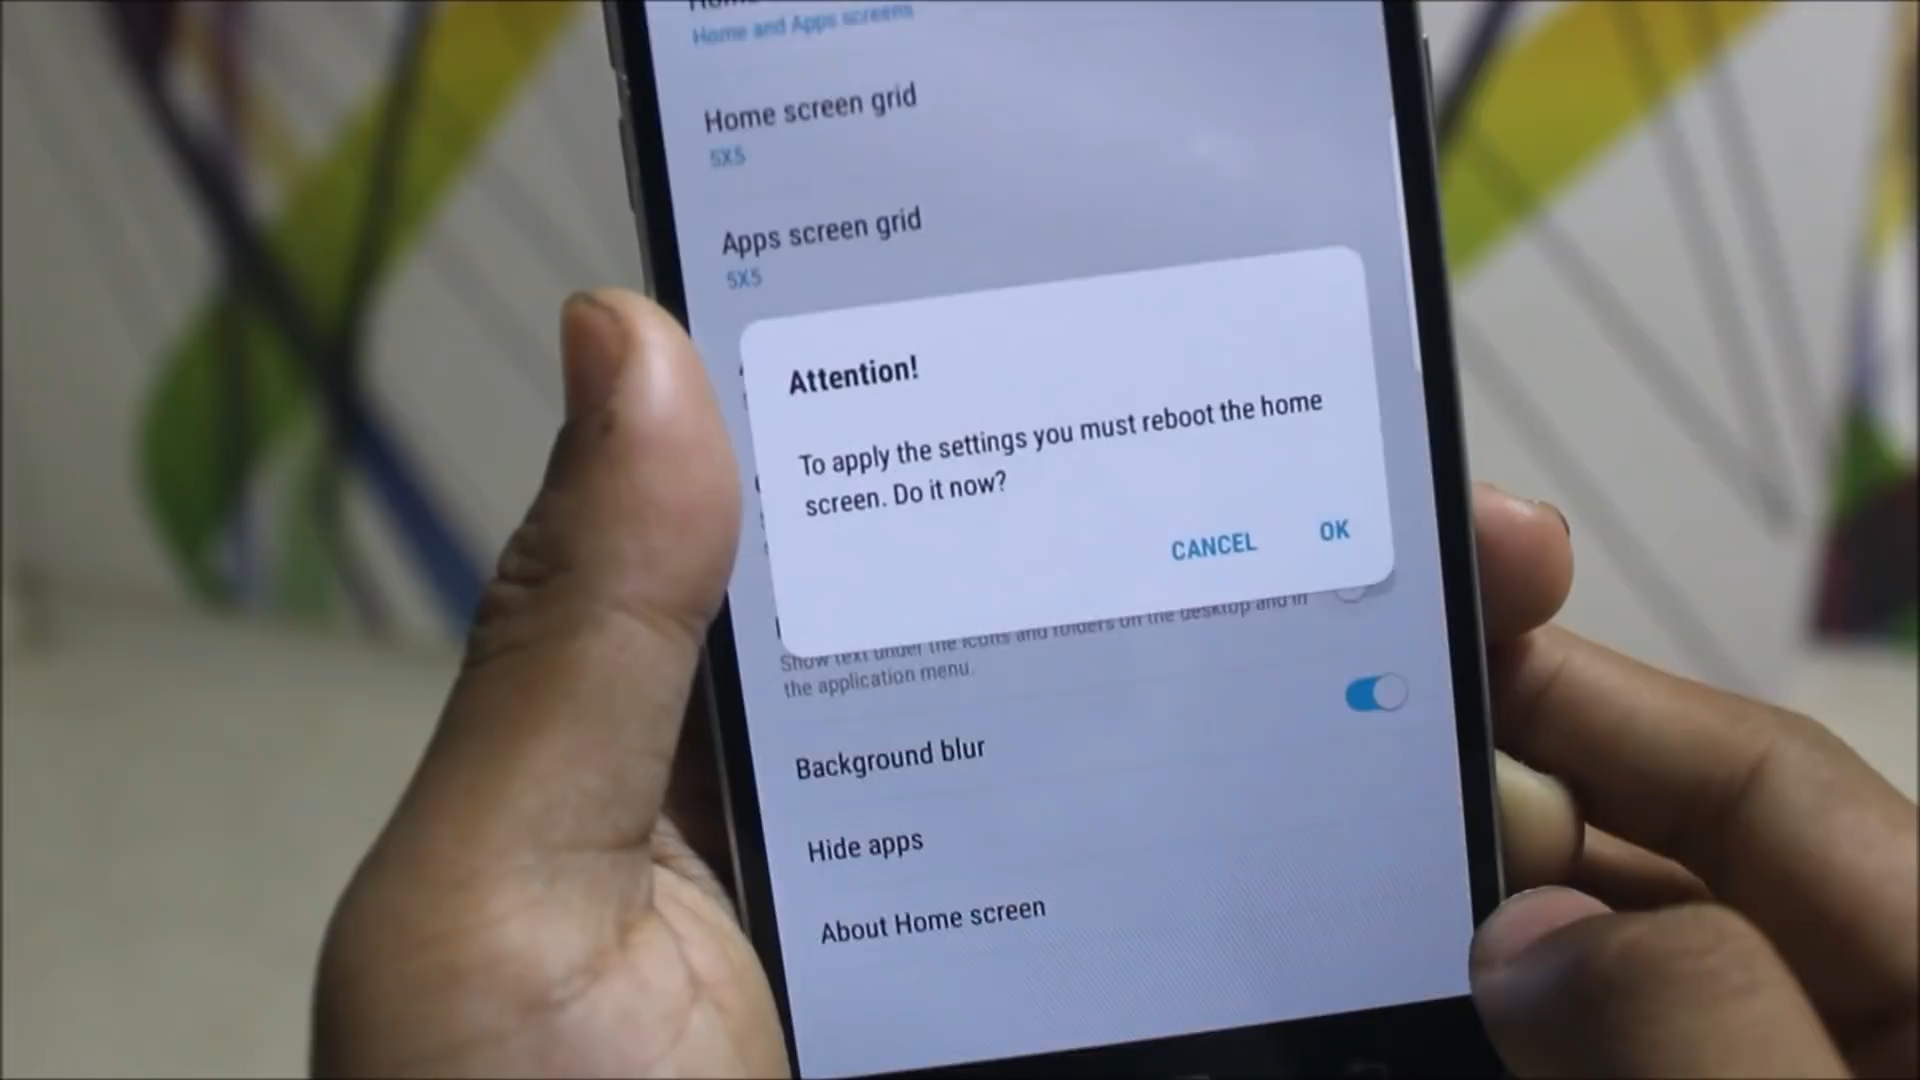 Home and Apps screens
Home screen grid
5X5
Apps screen grid
5X5
Attention!
To apply the settings you must reboot the home
screen. Do it now?
CANCEL
OK
Show text under the icons and folders on the desktop and in
the application menu.
Background blur
Hide apps
About Home screen